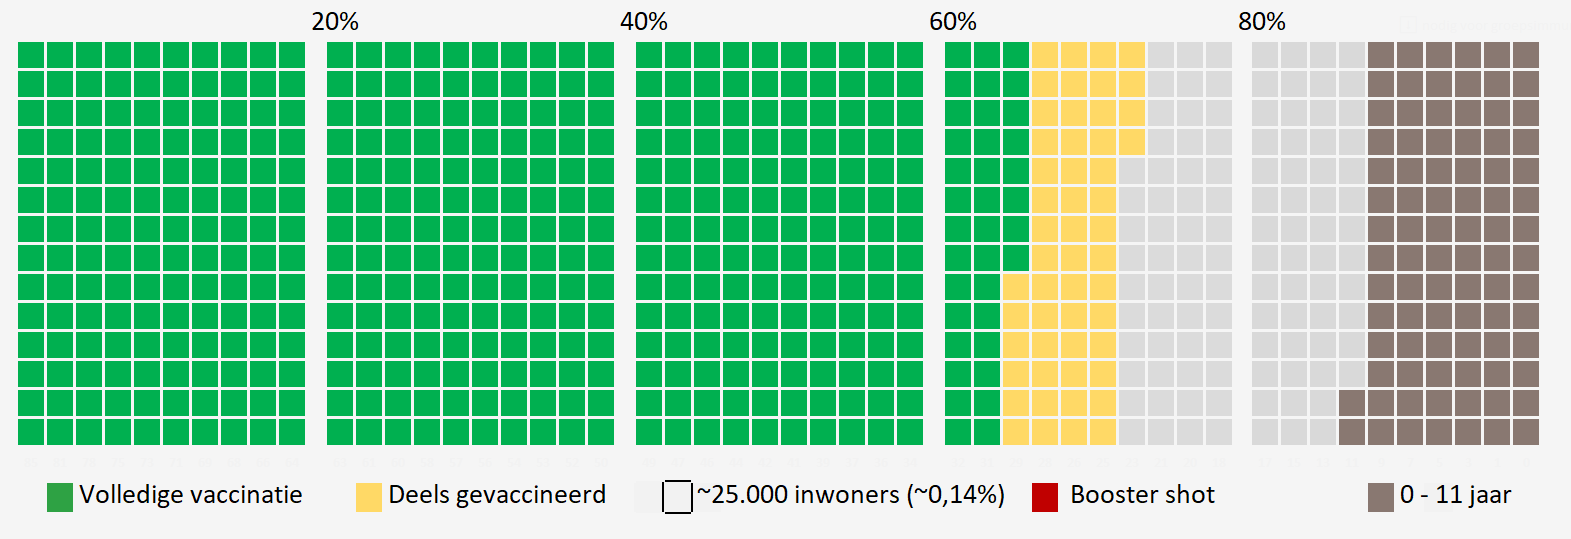 20% 40% 60% 80%
Volledige vaccinatie Deels gevaccineerd ~25.000 inwoners (~0,14%) Booster shot 0 - 11 jaar